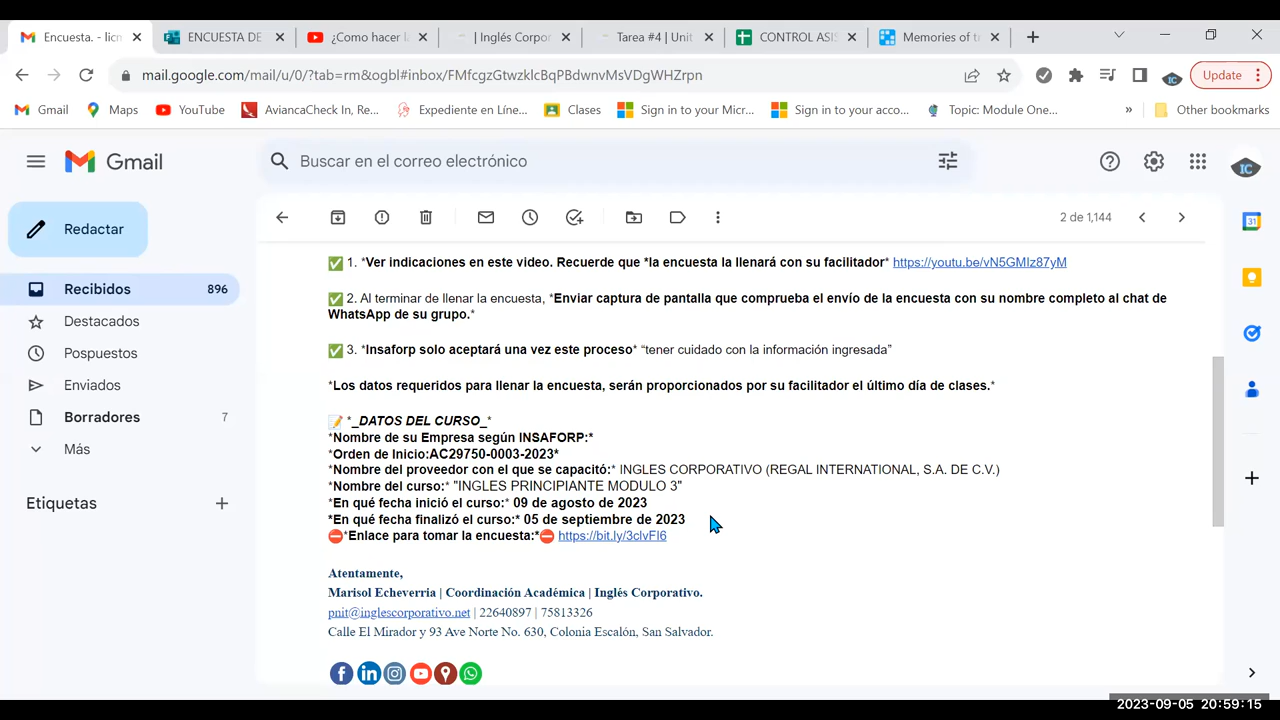 Encuesta. - licm
ENCUESTA DE
¿Como hacer l
| Inglés Corpor
Tarea #4 | Unit
CONTROL ASIS
Memories of t
mail.google.com/mail/u/0/?tab=rm&ogbl#inbox/FMfcgzGtwzklcBqPBdwnvMsVDgWHZrpn
Update
Gmail
Maps
YouTube
AviancaCheck In, Re...
Expediente en Líne...
Clases
Sign in to your Micr...
Sign in to your acco...
Topic: Module One...
»
Other bookmarks
Gmail
Buscar en el correo electrónico
IC
Redactar
2 de 1,144
31
Recibidos 896
Destacados
Pospuestos
Enviados
Borradores 7
Más
Etiquetas
✅ 1. *Ver indicaciones en este video. Recuerde que *la encuesta la llenará con su facilitador* https://youtu.be/vN5GMIz87yM
✅ 2. Al terminar de llenar la encuesta, *Enviar captura de pantalla que comprueba el envío de la encuesta con su nombre completo al chat de
WhatsApp de su grupo.*
✅ 3. *Insaforp solo aceptará una vez este proceso* “tener cuidado con la información ingresada”
*Los datos requeridos para llenar la encuesta, serán proporcionados por su facilitador el último día de clases.*
📝 *_DATOS DEL CURSO_*
*Nombre de su Empresa según INSAFORP:*
*Orden de Inicio:AC29750-0003-2023*
*Nombre del proveedor con el que se capacitó:* INGLES CORPORATIVO (REGAL INTERNATIONAL, S.A. DE C.V.)
*Nombre del curso:* "INGLES PRINCIPIANTE MODULO 3"
*En qué fecha inició el curso:* 09 de agosto de 2023
*En qué fecha finalizó el curso:* 05 de septiembre de 2023
⛔*Enlace para tomar la encuesta:*⛔ https://bit.ly/3clvFI6
Atentamente,
Marisol Echeverria | Coordinación Académica | Inglés Corporativo.
pnit@inglescorporativo.net | 22640897 | 75813326
Calle El Mirador y 93 Ave Norte No. 630, Colonia Escalón, San Salvador.
2023-09-05 20:59:15